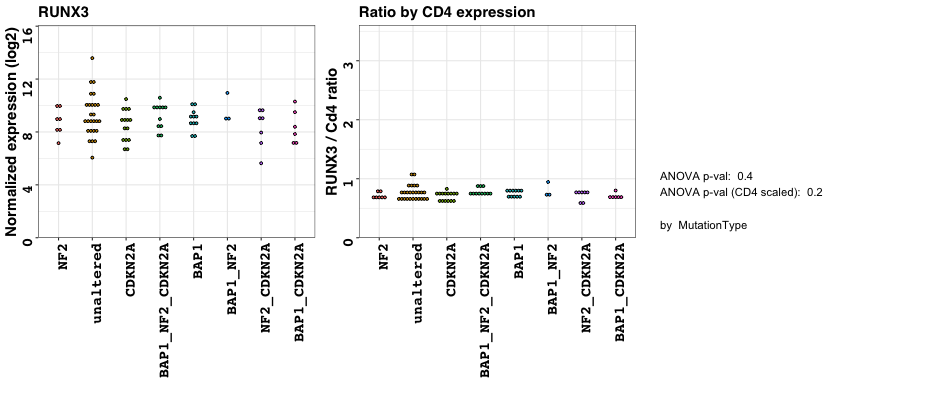 RUNX3
Normalized expression (log2)
16
12
8
4
0
NF2
unaltered
CDKN2A
BAP1_NF2_CDKN2A
BAP1
BAP1_NF2
NF2_CDKN2A
BAP1_CDKN2A
Ratio by CD4 expression
RUNX3 / Cd4 ratio
3
2
1
0
NF2
unaltered
CDKN2A
BAP1_NF2_CDKN2A
BAP1
BAP1_NF2
NF2_CDKN2A
BAP1_CDKN2A
ANOVA p-val: 0.4
ANOVA p-val (CD4 scaled): 0.2
by MutationType